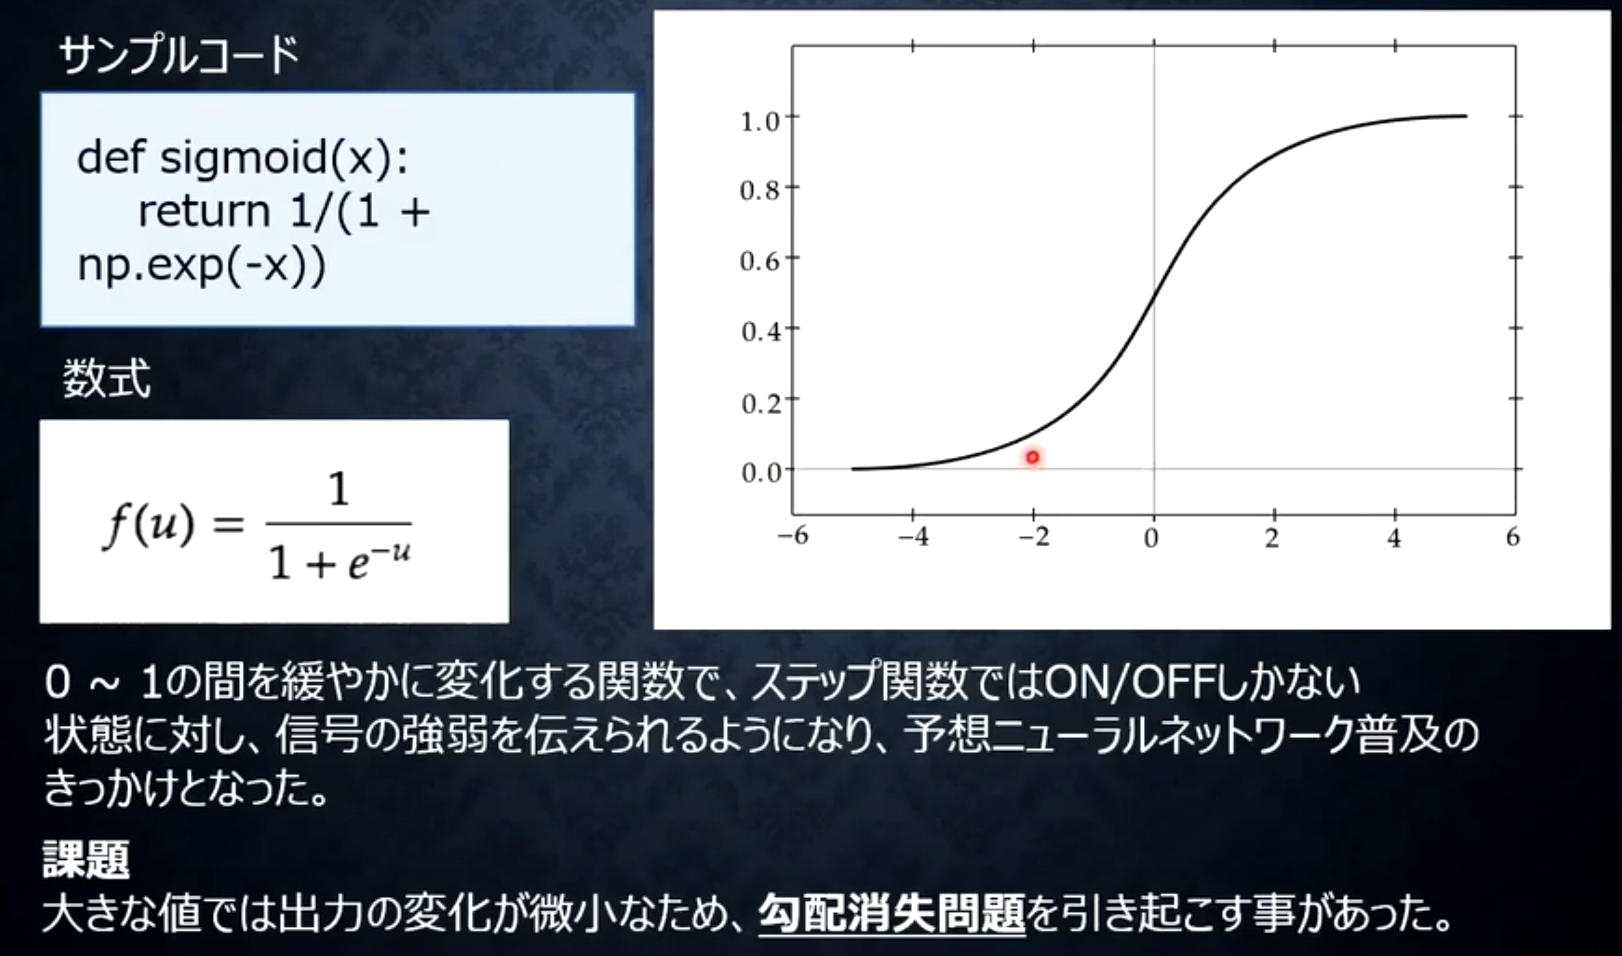 サンプルコード
def sigmoid(x):
return 1/(1 +
np.exp(-x))
数式
f(u) = 1 / (1 + e^{-u})
1.0
0.8
0.6
0.4
0.2
0.0
−6 −4 −2 0 2 4 6
0 ~ 1の間を緩やかに変化する関数で、ステップ関数ではON/OFFしかない
状態に対し、信号の強弱を伝えられるようになり、予想ニューラルネットワーク普及の
きっかけとなった。
課題
大きな値では出力の変化が微小なため、勾配消失問題を引き起こす事があった。